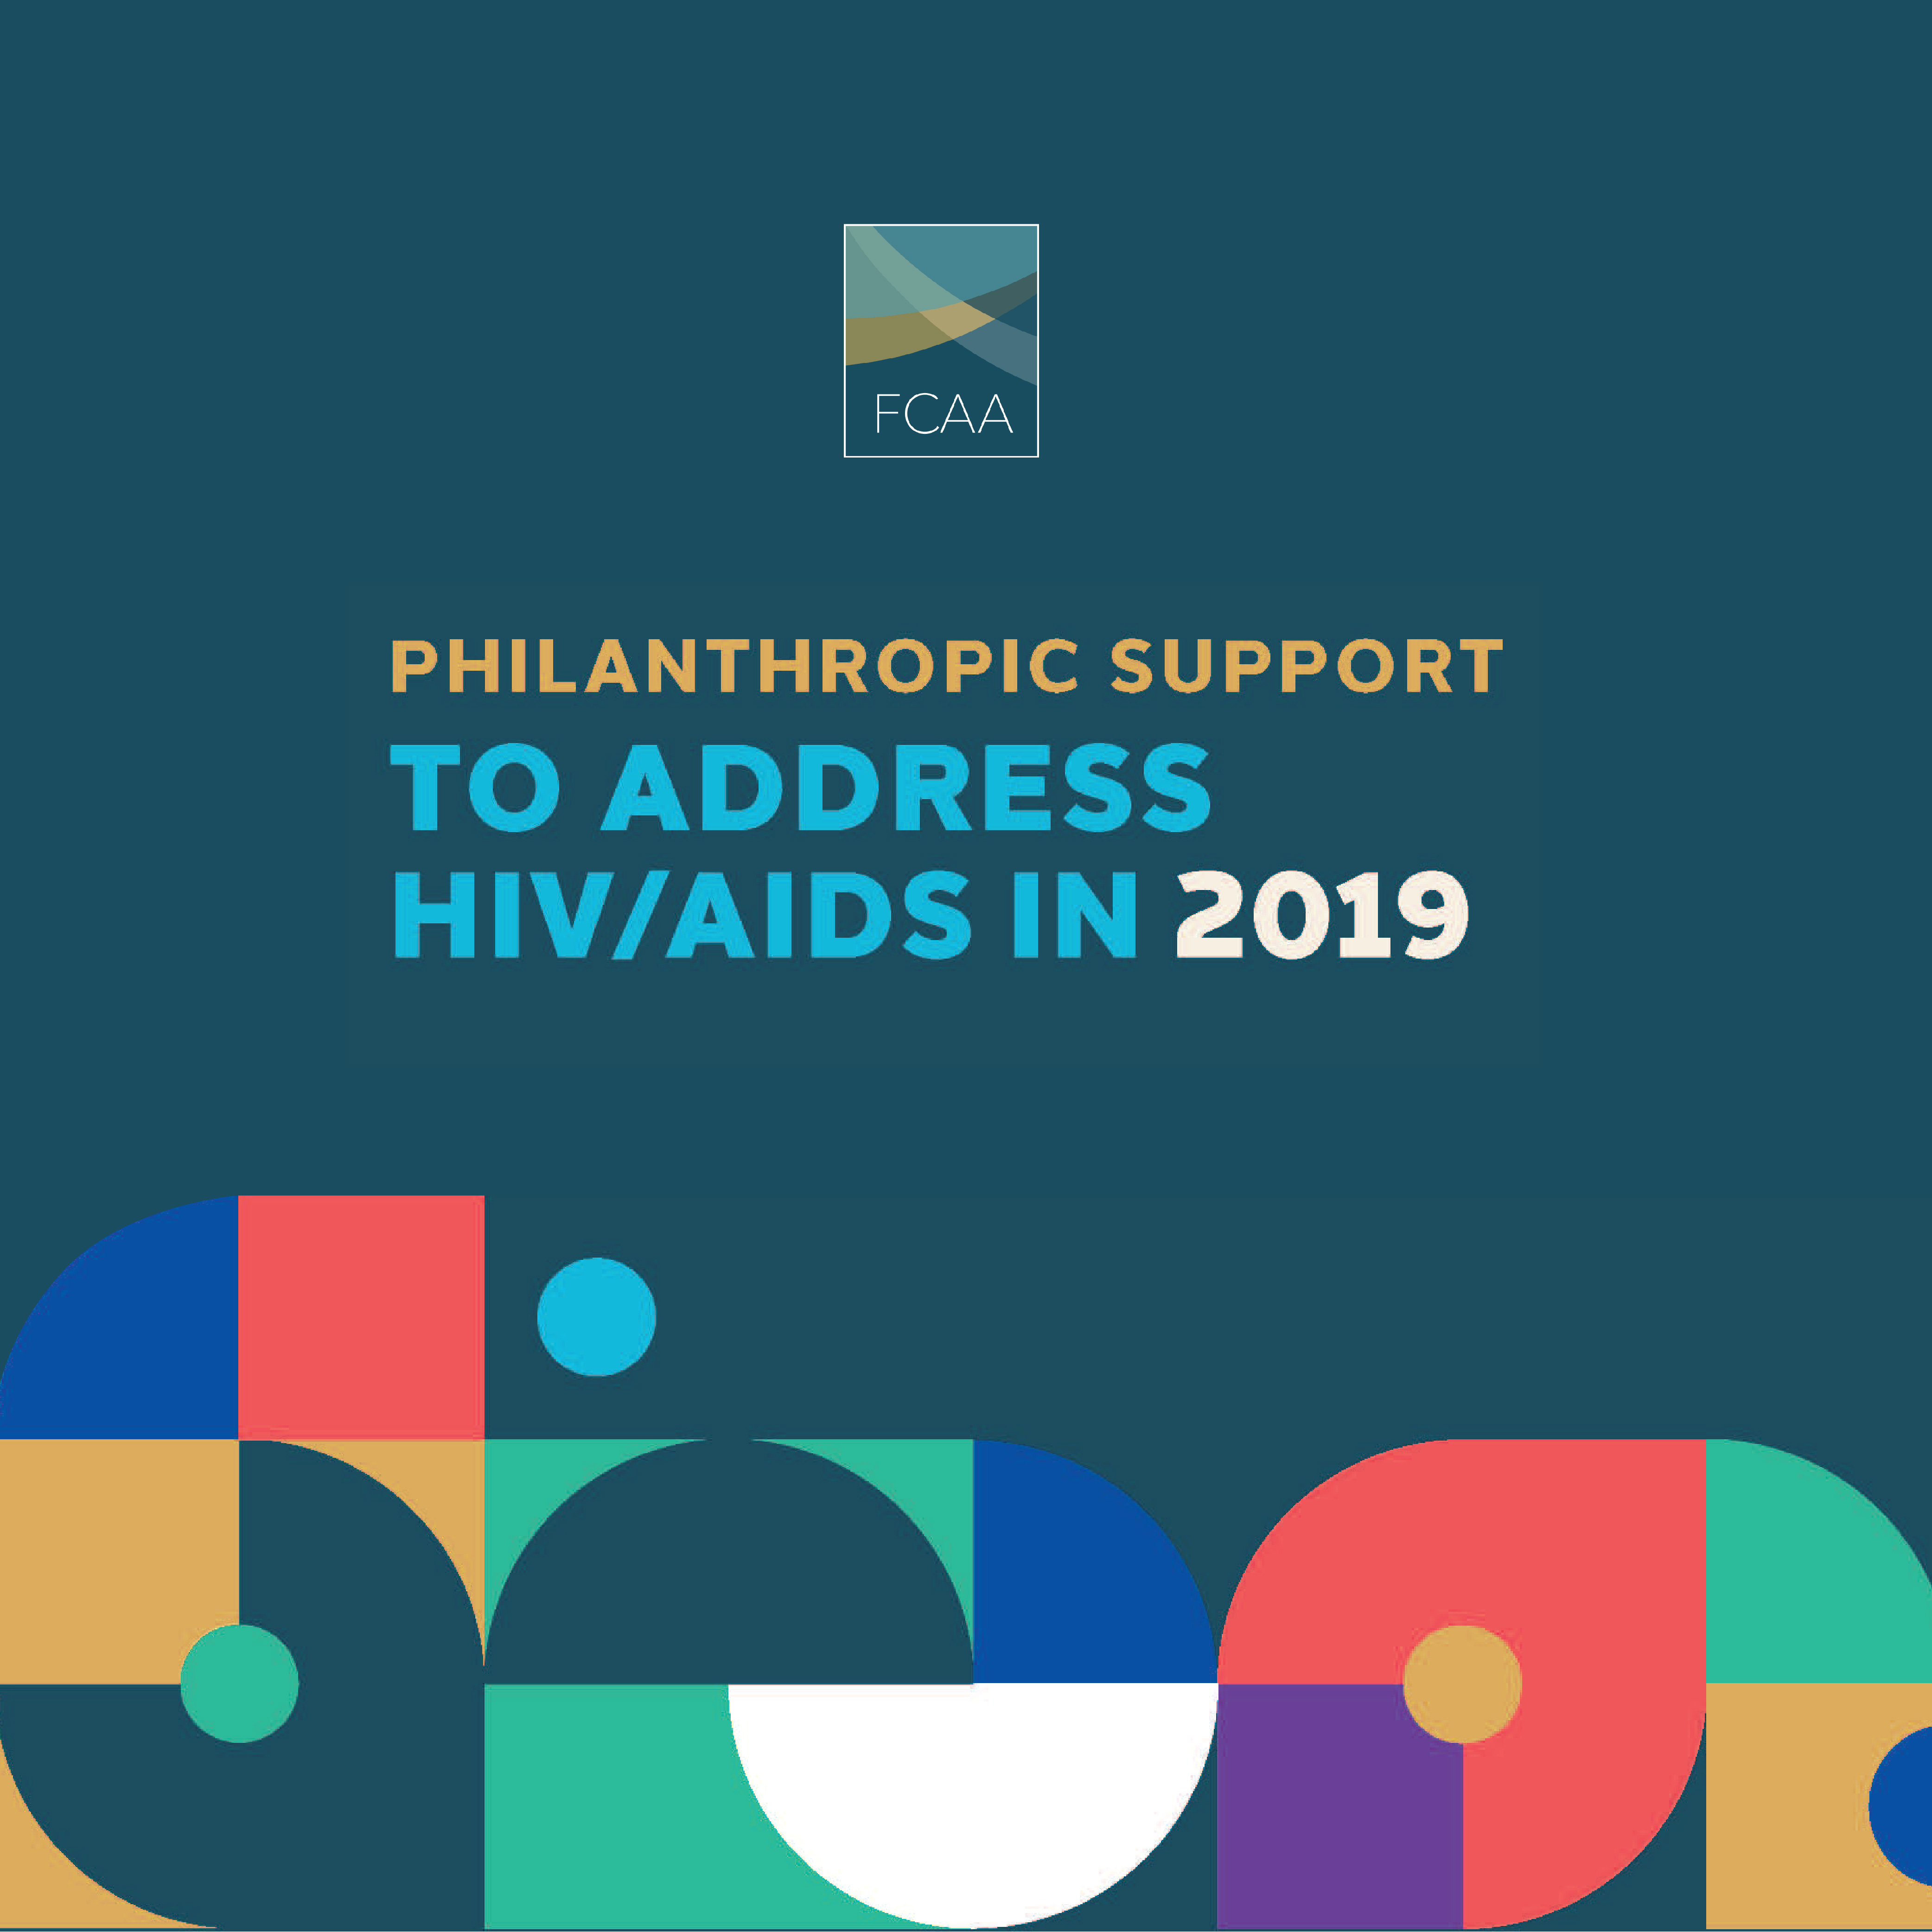 FCAA
PHILANTHROPIC SUPPORT
TO ADDRESS
HIV/AIDS IN 2019